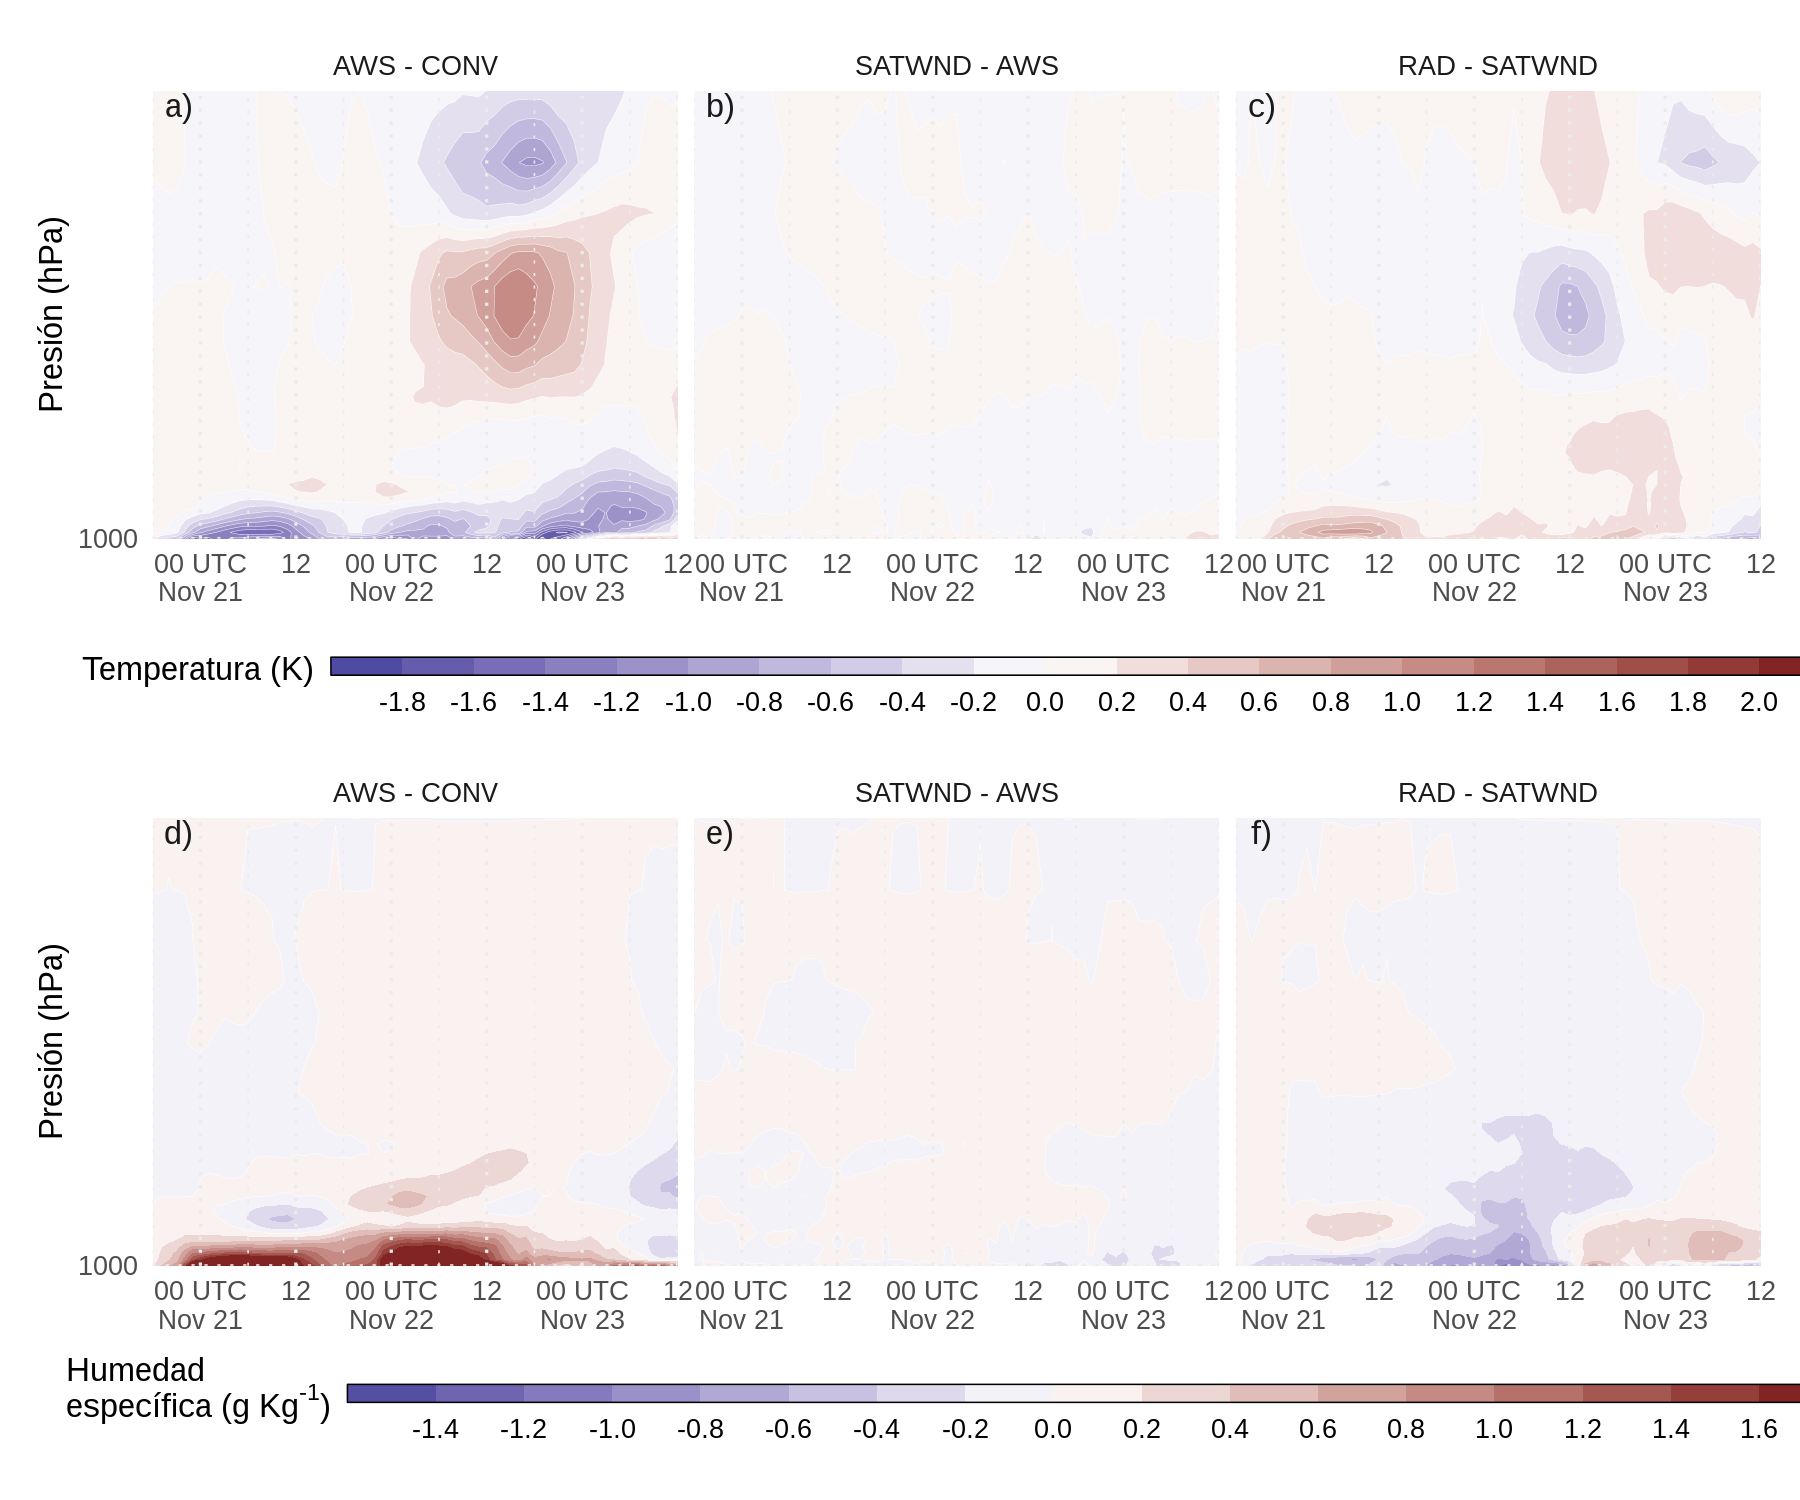 AWS - CONV SATWND - AWS RAD - SATWND
a) b) c)
Presión (hPa)
1000
00 UTC 12 00 UTC 12 00 UTC 12 00 UTC 12 00 UTC 12 00 UTC 12 00 UTC 12 00 UTC 12 00 UTC 12
Nov 21 Nov 22 Nov 23 Nov 21 Nov 22 Nov 23 Nov 21 Nov 22 Nov 23
Temperatura (K)
-1.8 -1.6 -1.4 -1.2 -1.0 -0.8 -0.6 -0.4 -0.2 0.0 0.2 0.4 0.6 0.8 1.0 1.2 1.4 1.6 1.8 2.0
AWS - CONV SATWND - AWS RAD - SATWND
d) e) f)
Presión (hPa)
1000
00 UTC 12 00 UTC 12 00 UTC 12 00 UTC 12 00 UTC 12 00 UTC 12 00 UTC 12 00 UTC 12 00 UTC 12
Nov 21 Nov 22 Nov 23 Nov 21 Nov 22 Nov 23 Nov 21 Nov 22 Nov 23
Humedad
específica (g Kg-1)
-1.4 -1.2 -1.0 -0.8 -0.6 -0.4 -0.2 0.0 0.2 0.4 0.6 0.8 1.0 1.2 1.4 1.6